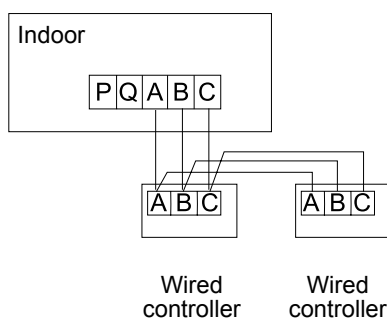 Indoor
P Q A B C
A B C
A B C
Wired
controller
Wired
controller